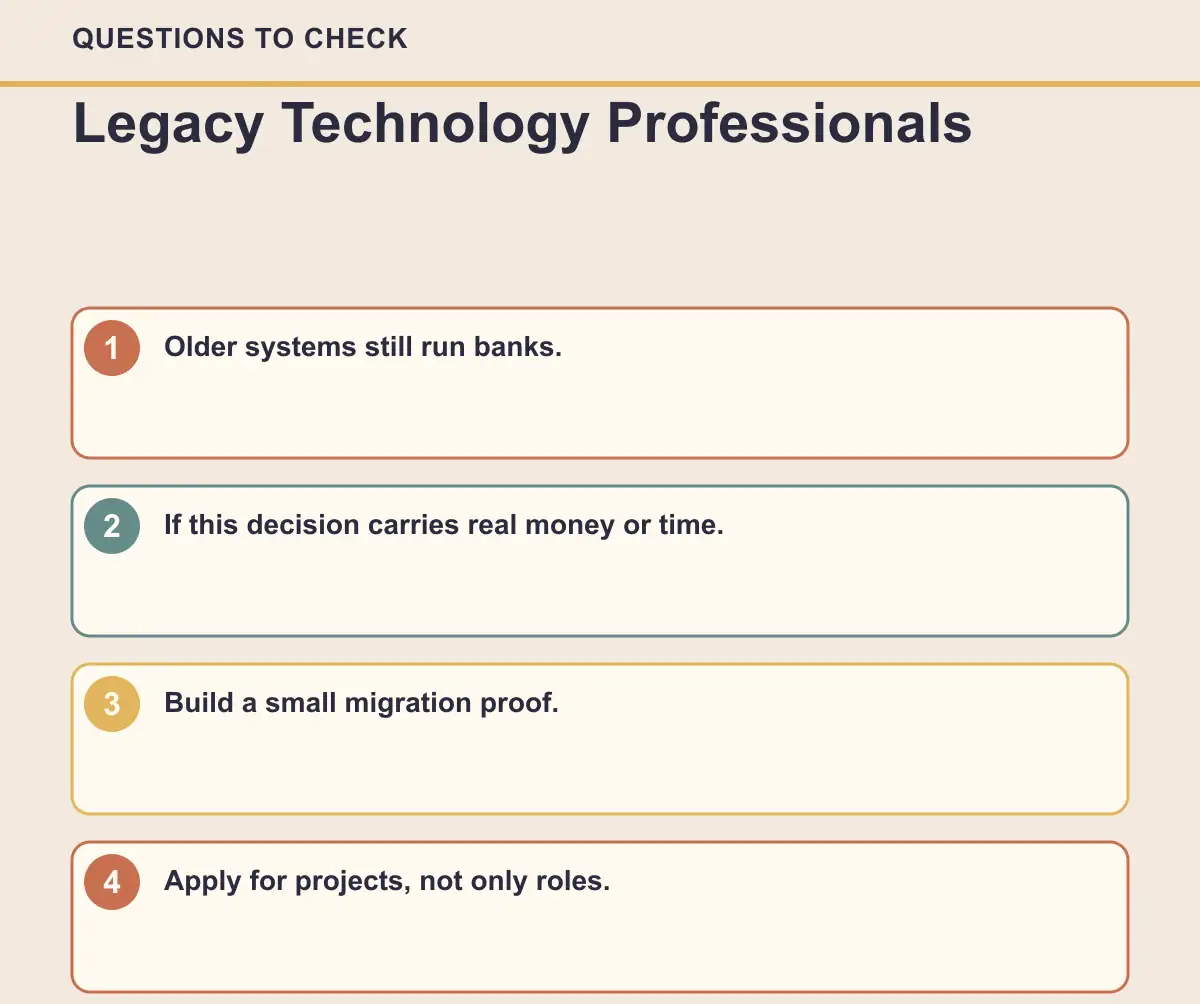 QUESTIONS TO CHECK
Legacy Technology Professionals
1 Older systems still run banks.
2 If this decision carries real money or time.
3 Build a small migration proof.
4 Apply for projects, not only roles.